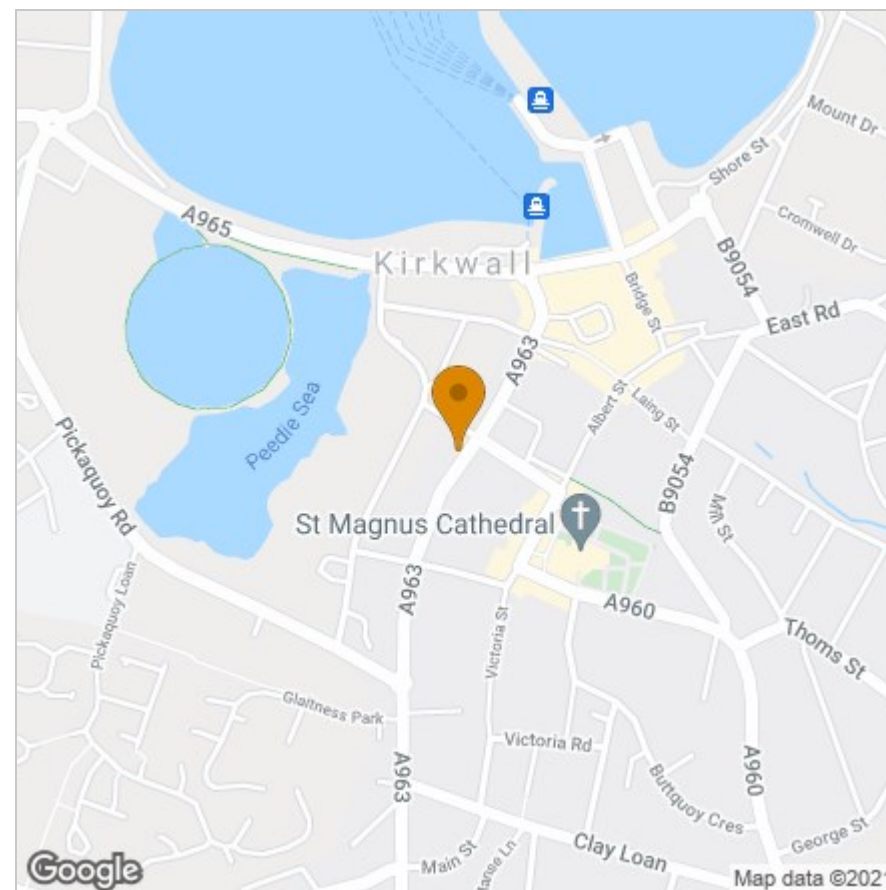 Mount Dr
Shore St
Cromwell Dr
A965
Kirkwall
B9054
Bridge St
East Rd
A963
Albert St
Laing St
Peedie Sea
Pickaquoy Rd
B9054
Mill St
St Magnus Cathedral
A963
A960
Thoms St
Pickaquoy Loan
Victoria St
Glaitness Park
Victoria Rd
A963
A960
Buttquoy Cres
George St
Main St
Clay Loan
Google
Map data ©202